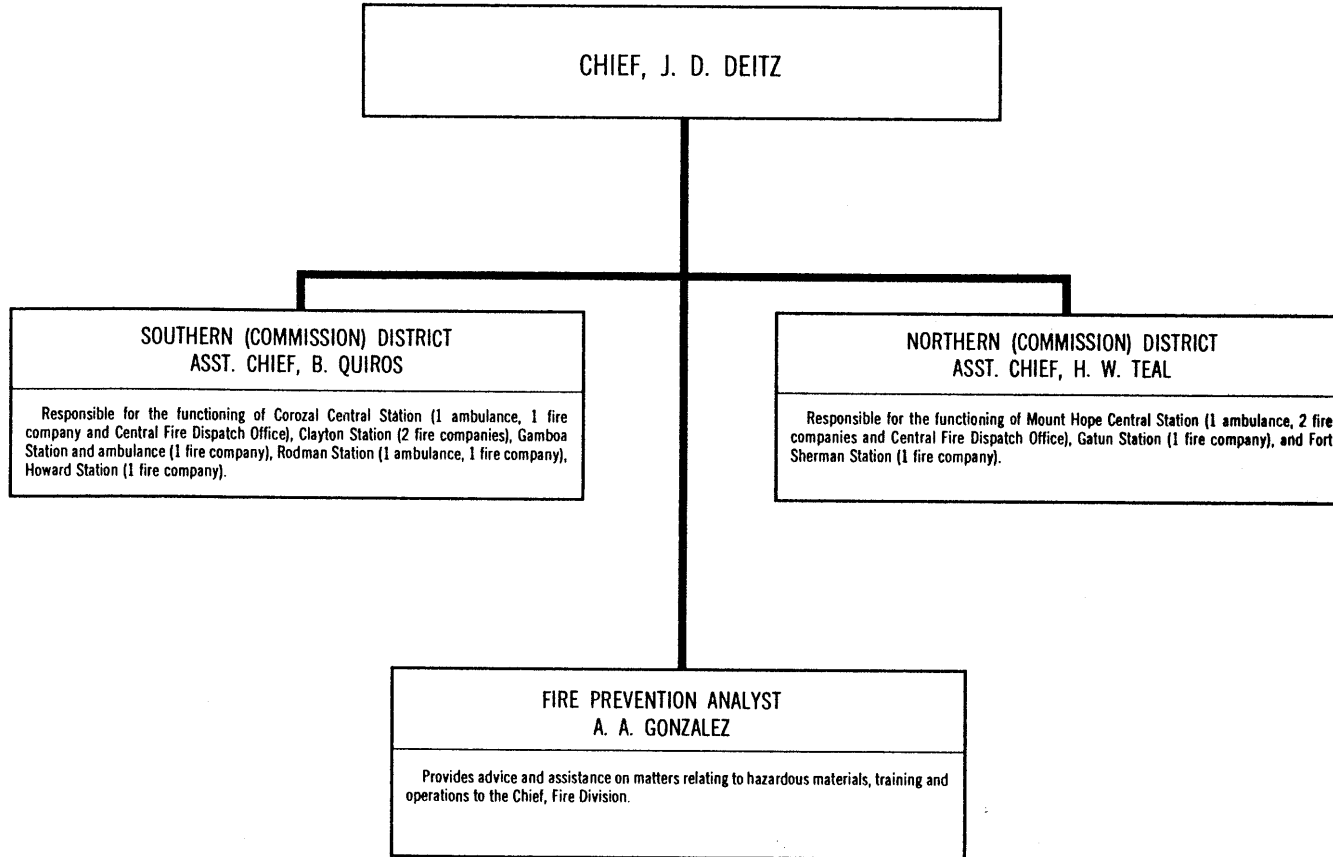 CHIEF, J. D. DEITZ
SOUTHERN (COMMISSION) DISTRICT
ASST. CHIEF, B. QUIROS
Responsible for the functioning of Corozal Central Station (1 ambulance, 1 fire
company and Central Fire Dispatch Office), Clayton Station (2 fire companies), Gamboa
Station and ambulance (1 fire company), Rodman Station (1 ambulance, 1 fire company),
Howard Station (1 fire company).
NORTHERN (COMMISSION) DISTRICT
ASST. CHIEF, H. W. TEAL
Responsible for the functioning of Mount Hope Central Station (1 ambulance, 2 fire
companies and Central Fire Dispatch Office), Gatun Station (1 fire company), and Fort
Sherman Station (1 fire company).
FIRE PREVENTION ANALYST
A. A. GONZALEZ
Provides advice and assistance on matters relating to hazardous materials, training and
operations to the Chief, Fire Division.